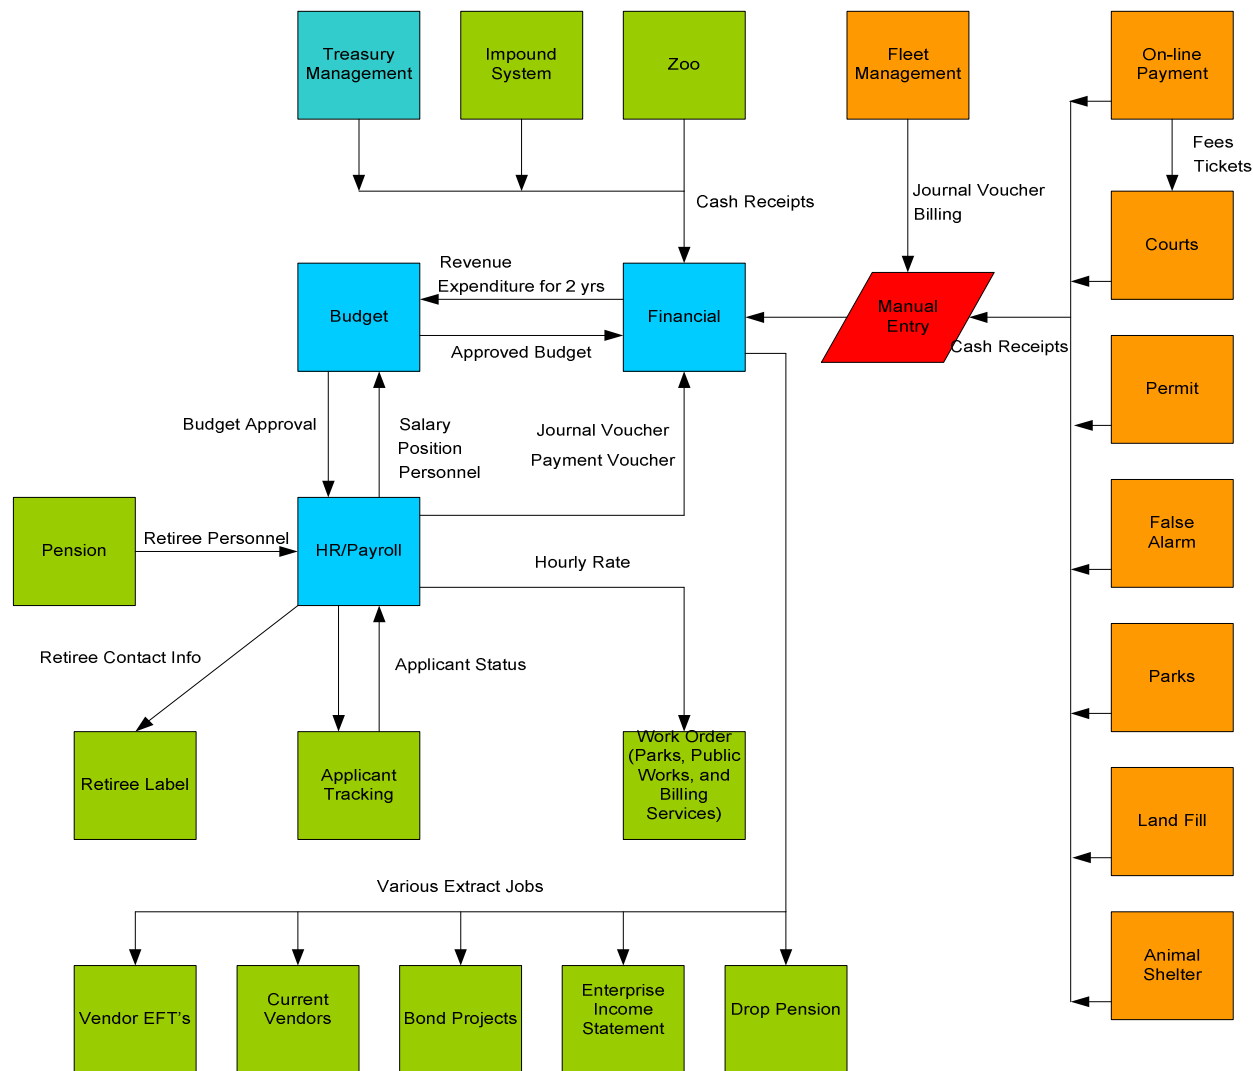 Treasury
Management
Impound
System
Zoo
Fleet
Management
On-line
Payment
Fees
Tickets
Cash Receipts
Journal Voucher
Billing
Courts
Revenue
Expenditure for 2 yrs
Budget
Financial
Manual
Entry
Approved Budget
Cash Receipts
Permit
Budget Approval
Salary
Position
Personnel
Journal Voucher
Payment Voucher
Pension
Retiree Personnel
HR/Payroll
False
Alarm
Hourly Rate
Retiree Contact Info
Applicant Status
Parks
Retiree Label
Applicant
Tracking
Work Order
(Parks, Public
Works, and
Billing
Services)
Land Fill
Various Extract Jobs
Animal
Shelter
Vendor EFT's
Current
Vendors
Bond Projects
Enterprise
Income
Statement
Drop Pension